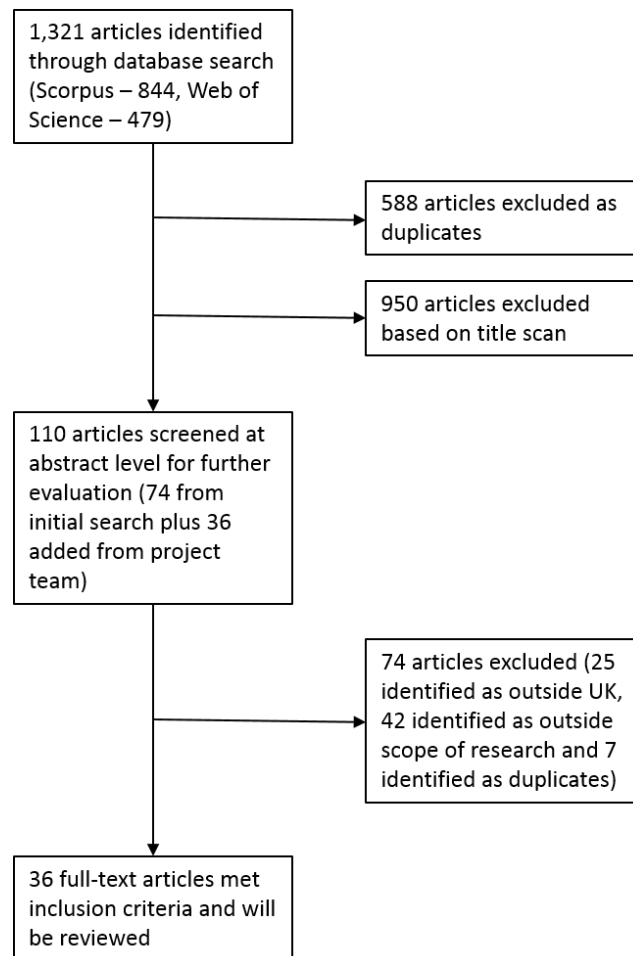 1,321 articles identified
through database search
(Scorpus – 844, Web of
Science – 479)
588 articles excluded as
duplicates
950 articles excluded
based on title scan
110 articles screened at
abstract level for further
evaluation (74 from
initial search plus 36
added from project
team)
74 articles excluded (25
identified as outside UK,
42 identified as outside
scope of research and 7
identified as duplicates)
36 full-text articles met
inclusion criteria and will
be reviewed